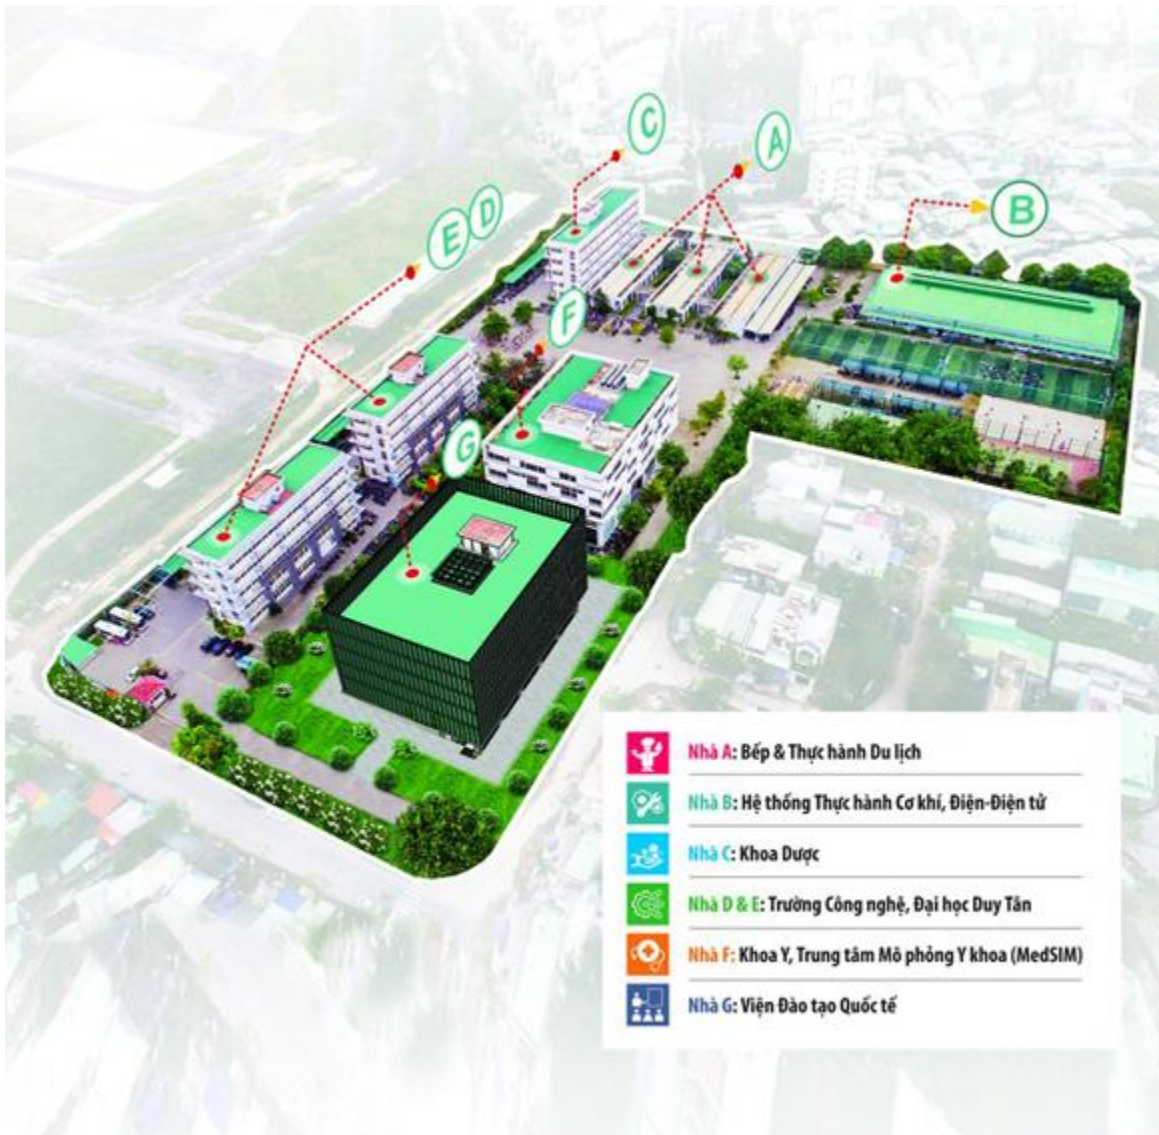 C
A
B
E D
F
G
Nhà A: Bếp & Thực hành Du lịch
Nhà B: Hệ thống Thực hành Cơ khí, Điện-Điện tử
Nhà C: Khoa Dược
Nhà D & E: Trường Công nghệ, Đại học Duy Tân
Nhà F: Khoa Y, Trung tâm Mô phỏng Y khoa (MedSIM)
Nhà G: Viện Đào tạo Quốc tế